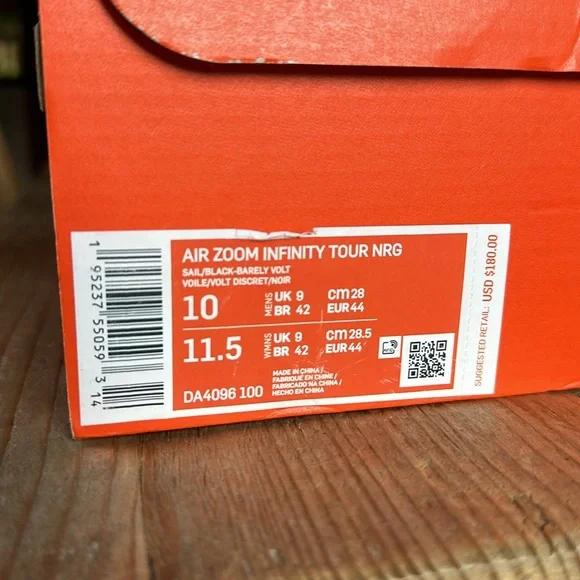 AIR ZOOM INFINITY TOUR NRG
SAIL/BLACK-BARELY VOLT
VOILE/VOLT DISCRET/NOIR
10 MENS UK 9 CM 28
BR 42 EUR 44
11.5 WMNS UK 9 CM 28.5
BR 42 EUR 44
DA4096 100
MADE IN CHINA /
FABRIQUÉ EN CHINE /
FABRICADO NA CHINA /
HECHO EN CHINA
1 95237 55059 3 14
SUGGESTED RETAIL: USD $180.00